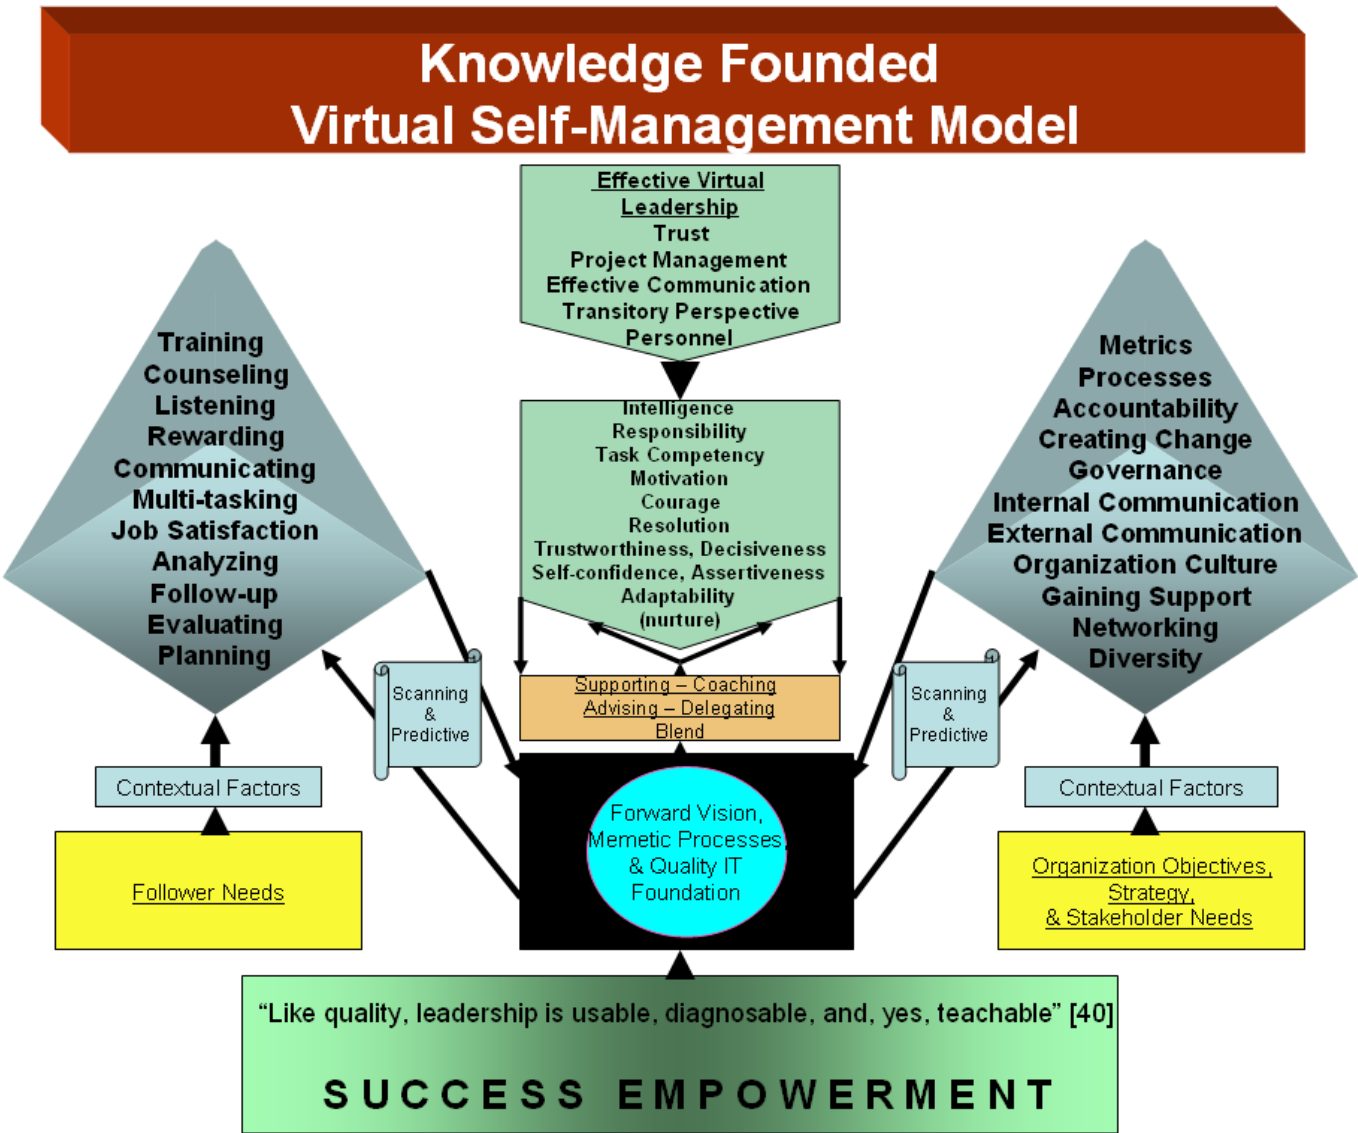 Knowledge Founded
Virtual Self-Management Model
Effective Virtual
Leadership
Trust
Project Management
Effective Communication
Transitory Perspective
Personnel
Training
Counseling
Listening
Rewarding
Communicating
Multi-tasking
Job Satisfaction
Analyzing
Follow-up
Evaluating
Planning
Intelligence
Responsibility
Task Competency
Motivation
Courage
Resolution
Trustworthiness, Decisiveness
Self-confidence, Assertiveness
Adaptability
(nurture)
Metrics
Processes
Accountability
Creating Change
Governance
Internal Communication
External Communication
Organization Culture
Gaining Support
Networking
Diversity
Scanning
&
Predictive
Supporting – Coaching
Advising – Delegating
Blend
Scanning
&
Predictive
Contextual Factors
Forward Vision,
Memetic Processes,
& Quality IT
Foundation
Contextual Factors
Follower Needs
Organization Objectives,
Strategy,
& Stakeholder Needs
“Like quality, leadership is usable, diagnosable, and, yes, teachable” [40]
SUCCESS EMPOWERMENT